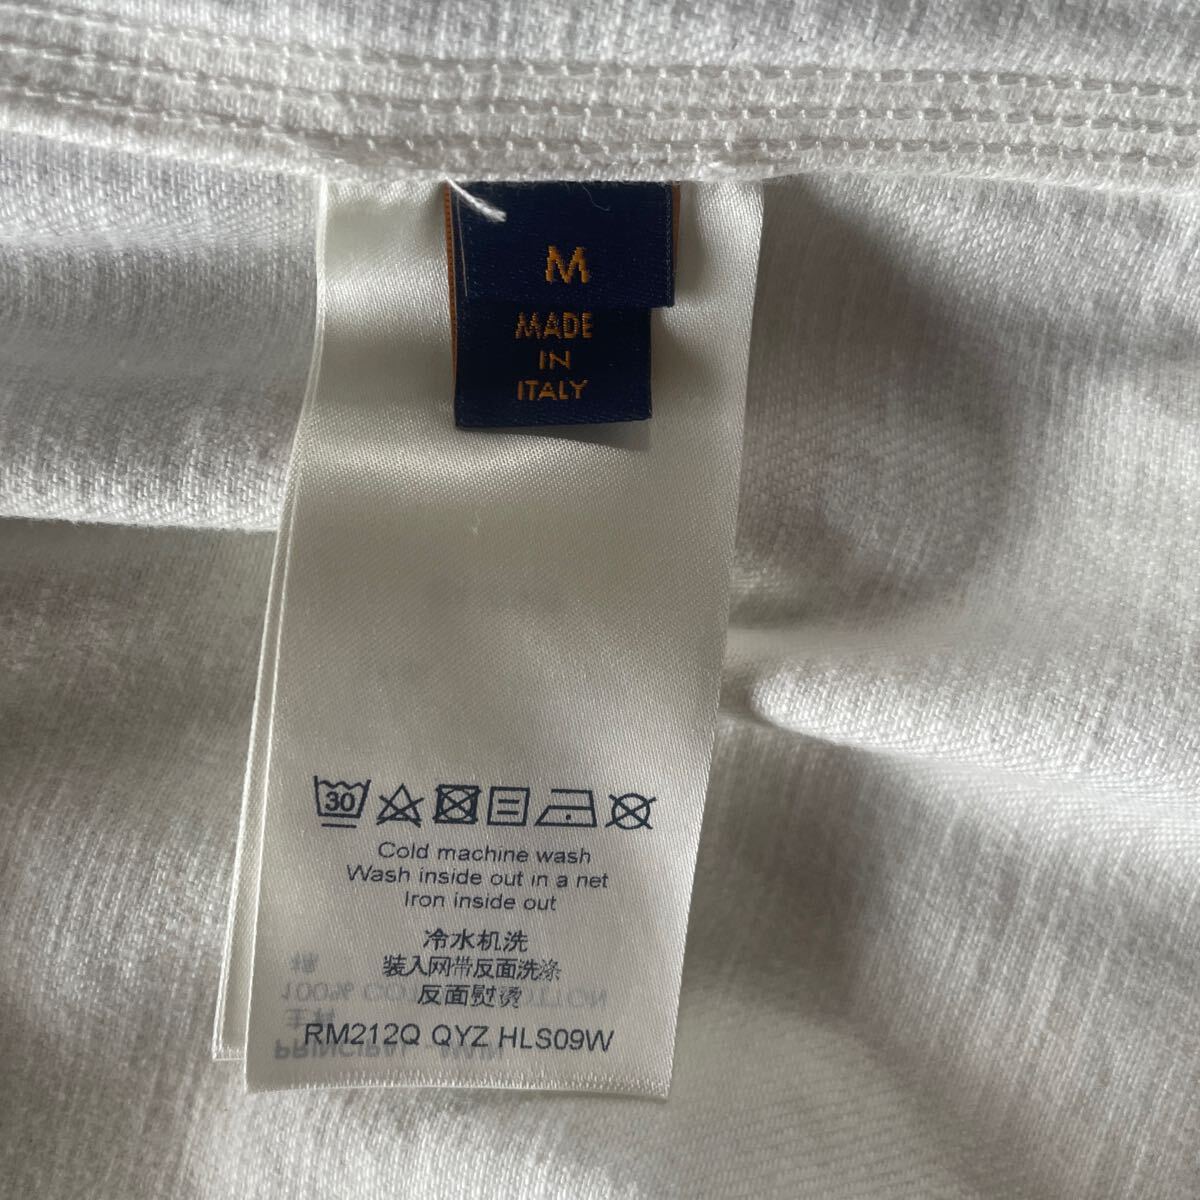 M
MADE
IN
ITALY
30
Cold machine wash
Wash inside out in a net
Iron inside out
冷水机洗
装入网带反面洗涤
反面熨烫
RM212Q QYZ HLS09W